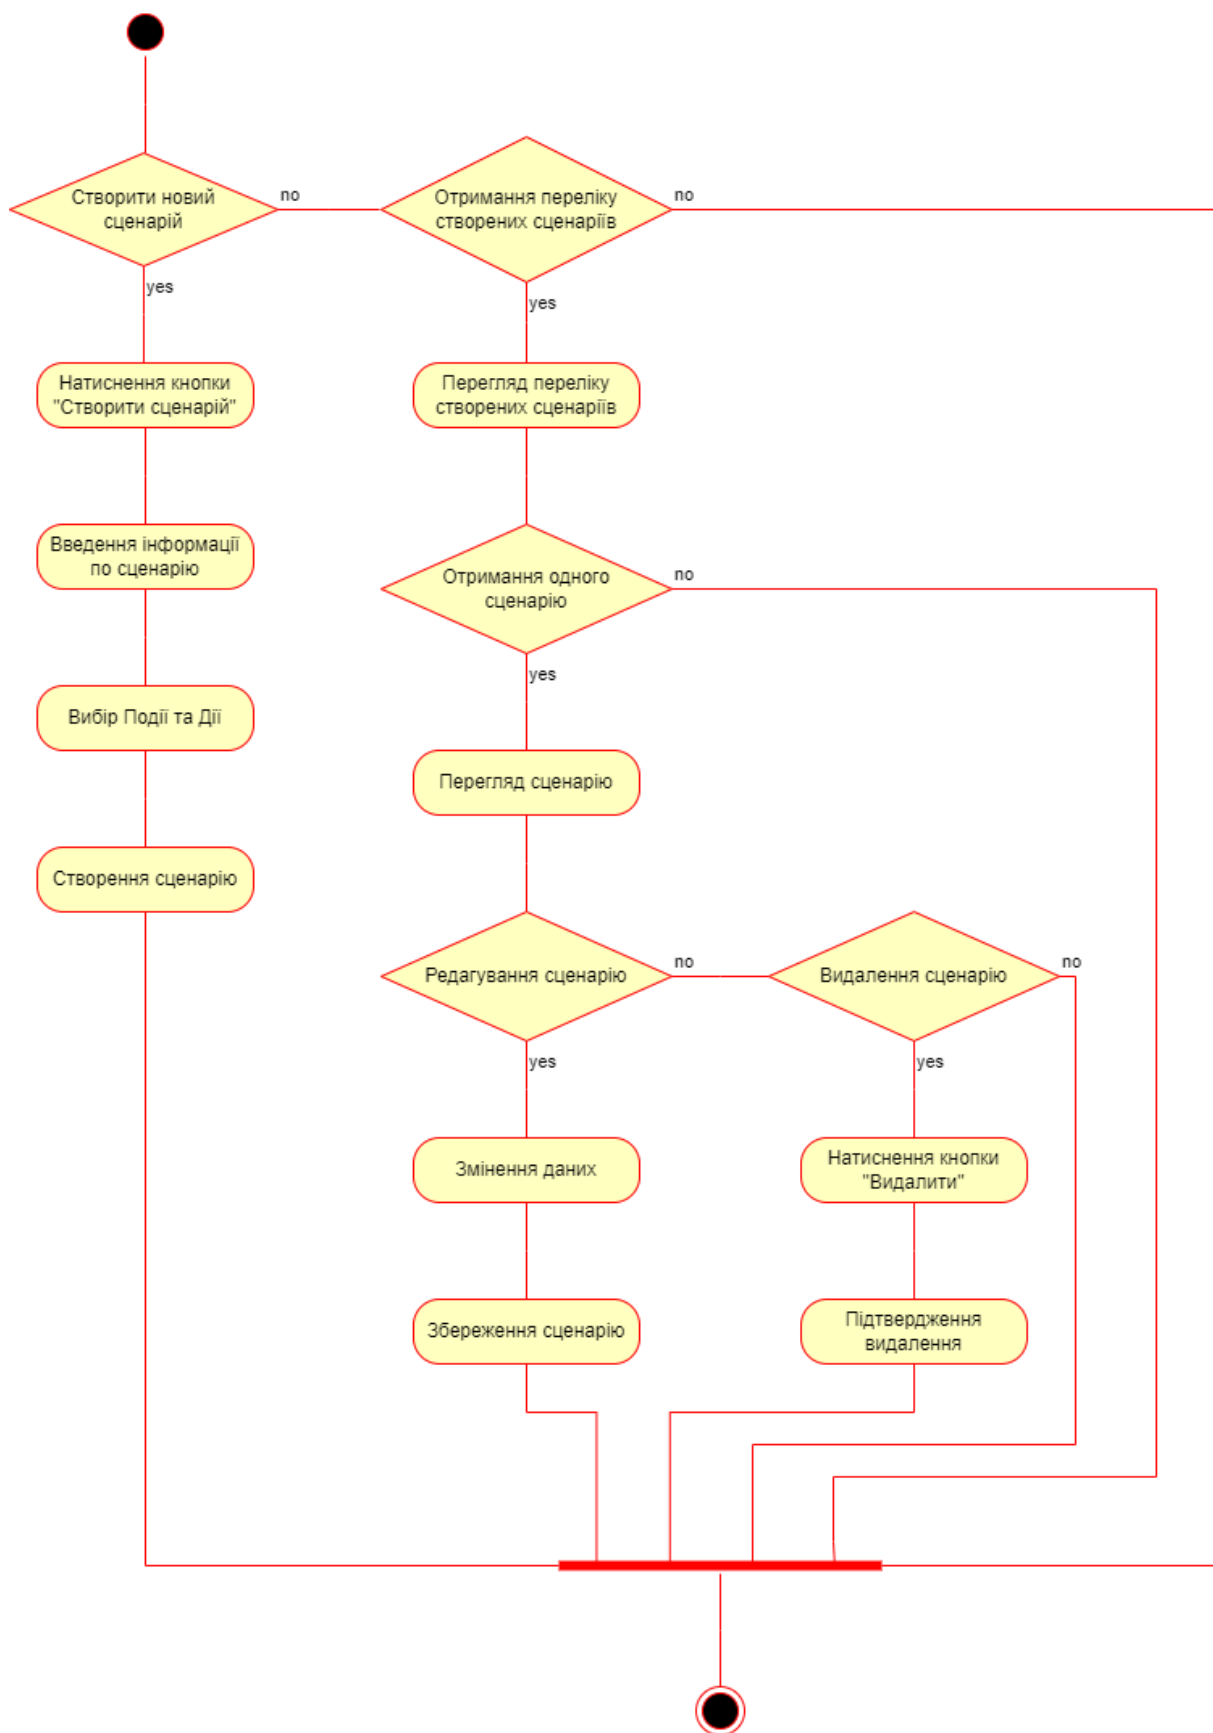 Створити новий
сценарій
no
Отримання переліку
створених сценаріїв
no
yes
yes
Натиснення кнопки
"Створити сценарій"
Перегляд переліку
створених сценаріїв
Введення інформації
по сценарію
Отримання одного
сценарію
no
yes
Вибір Події та Дії
Перегляд сценарію
Створення сценарію
Редагування сценарію
no
Видалення сценарію
no
yes
yes
Змінення даних
Натиснення кнопки
"Видалити"
Збереження сценарію
Підтвердження
видалення